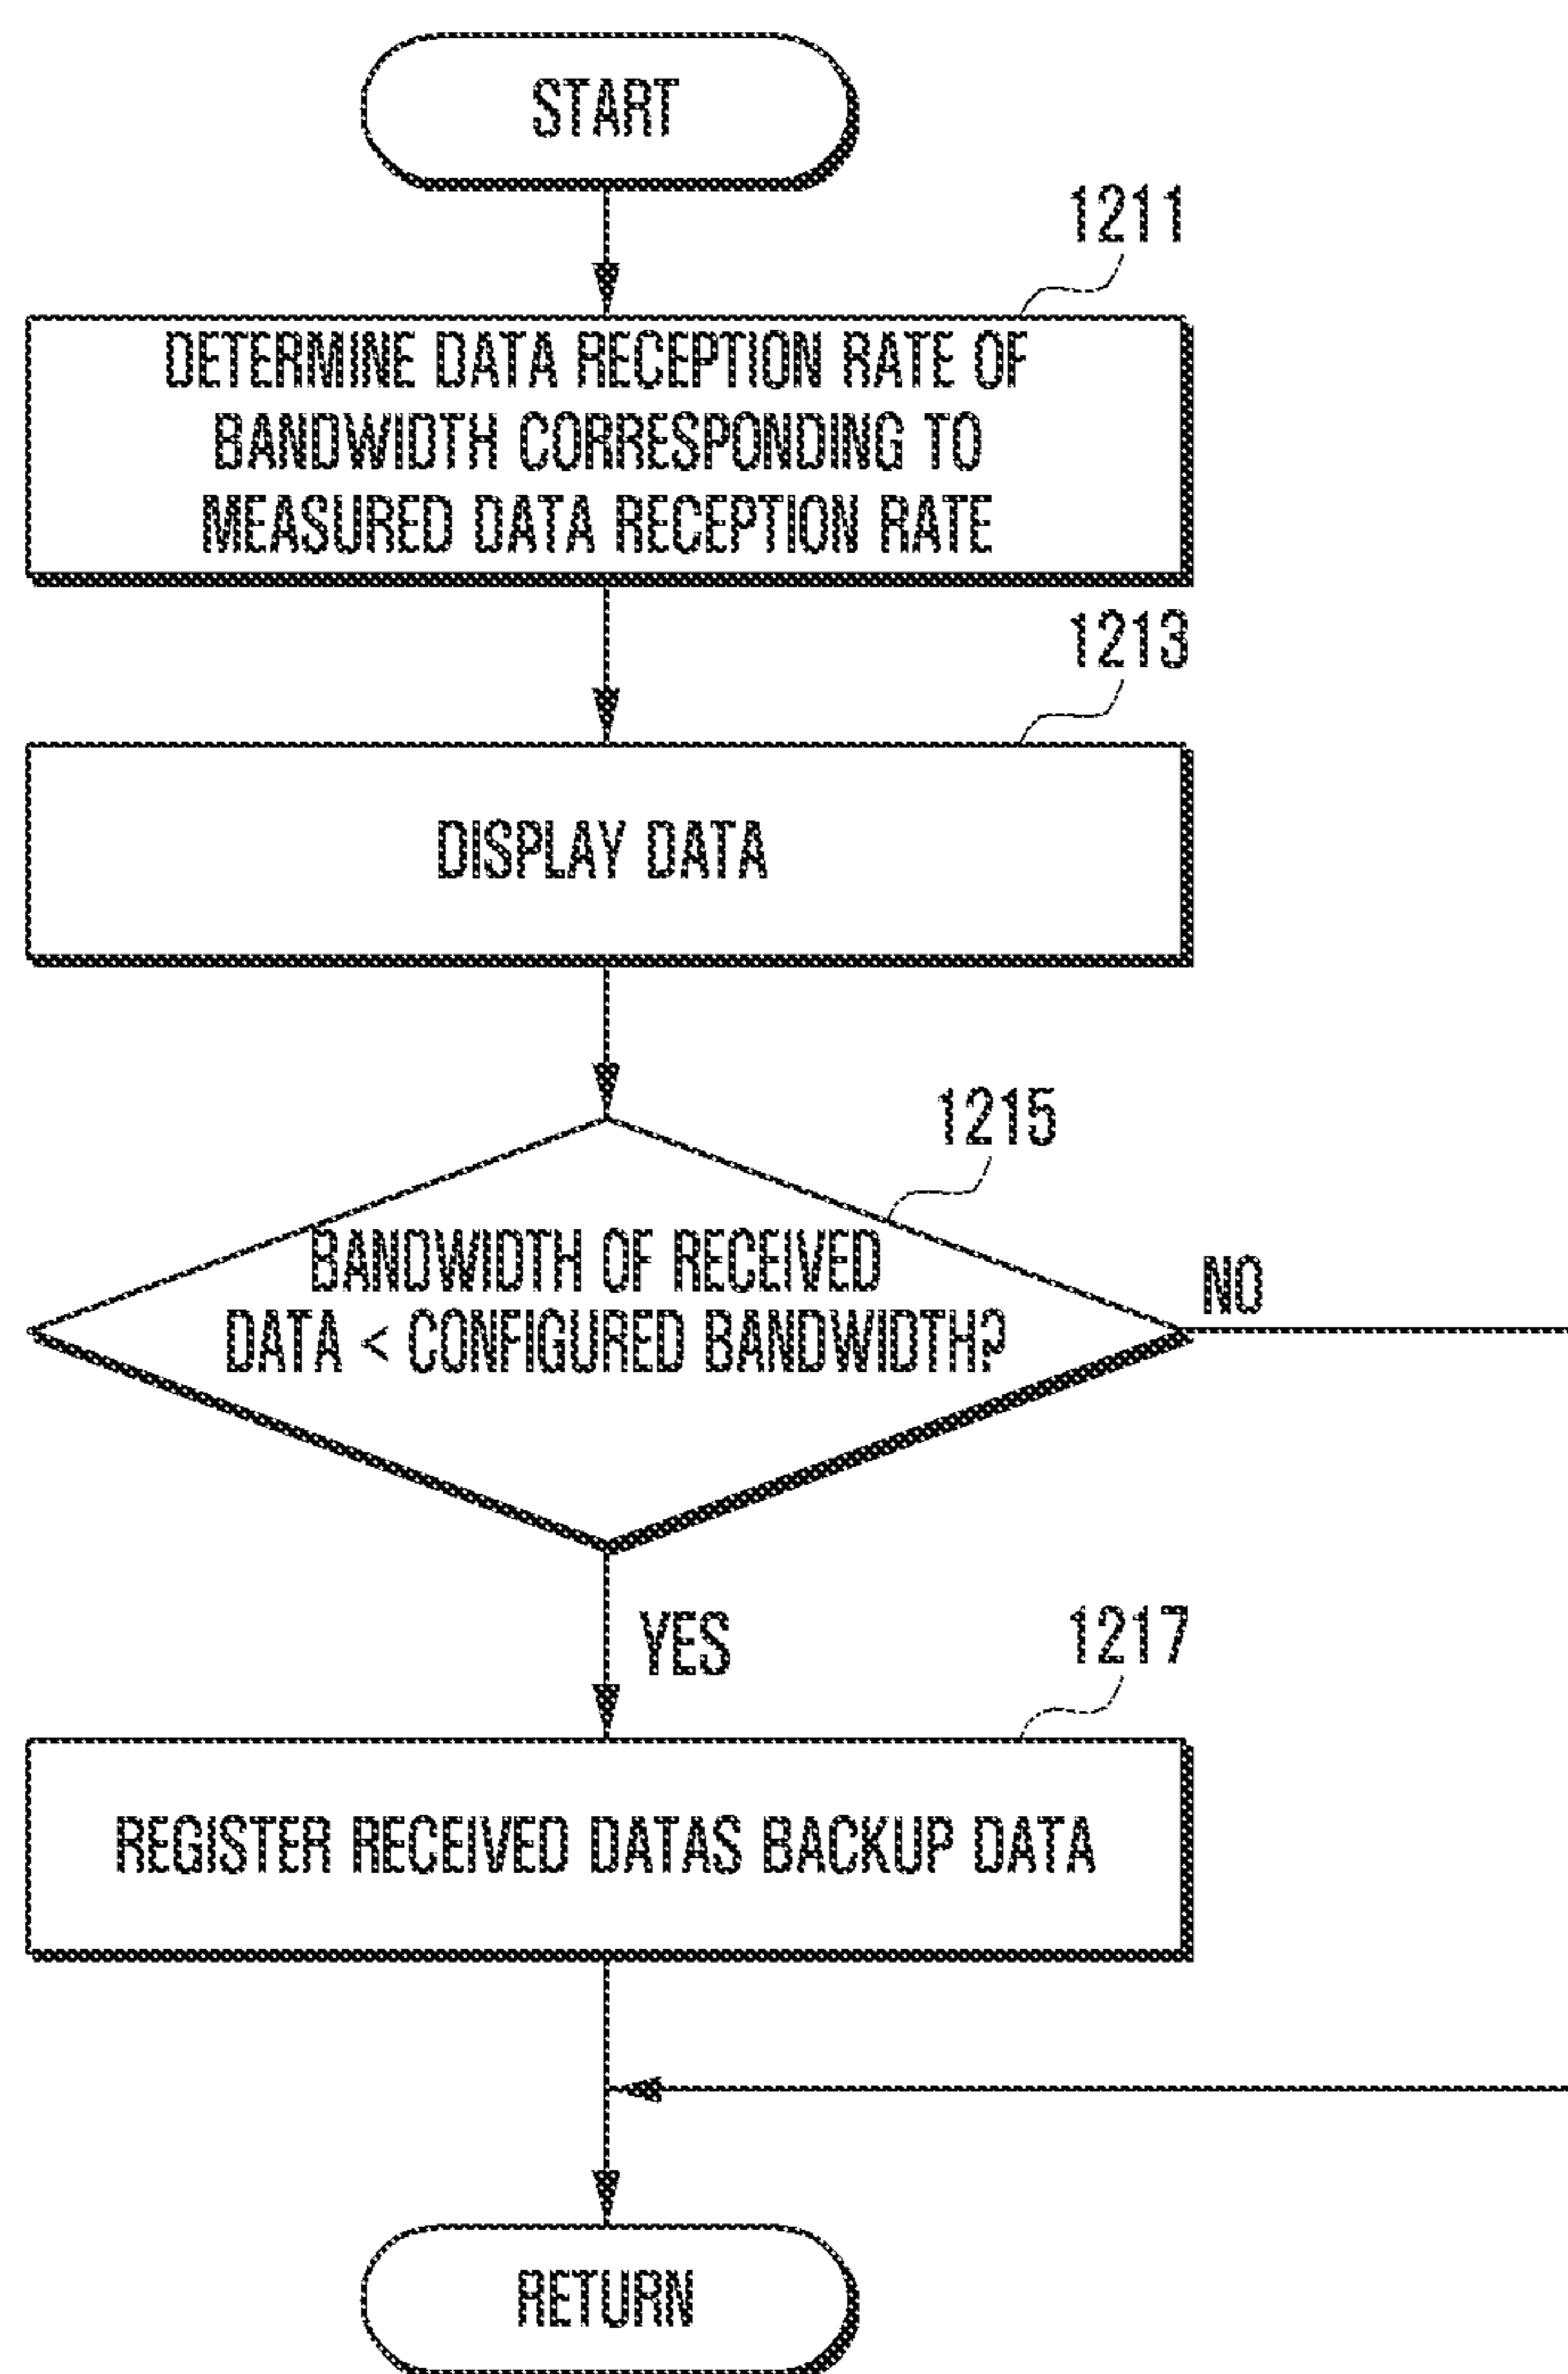 START
1211
DETERMINE DATA RECEPTION RATE OF
BANDWIDTH CORRESPONDING TO
MEASURED DATA RECEPTION RATE
1213
DISPLAY DATA
1215
BANDWIDTH OF RECEIVED
DATA < CONFIGURED BANDWIDTH?
NO
YES
1217
REGISTER RECEIVED DATAS BACKUP DATA
RETURN